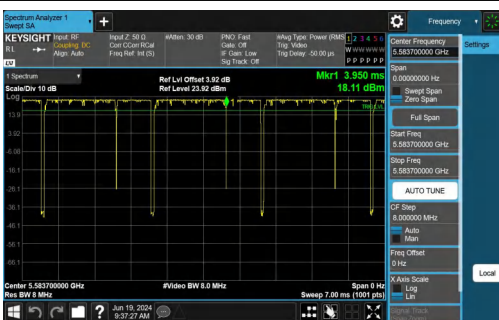 Spectrum Analyzer 1
Swept SA
+
Frequency
KEYSIGHT
RL
LV
Input: RF
Coupling: DC
Align: Auto
Input Z: 50 Ω
Corr CCorr RCal
Freq Ref: Int (S)
#Atten: 30 dB
PNO: Fast
Gate: Off
IF Gain: Low
Sig Track: Off
#Avg Type: Power (RMS
Trig: Video
Trig Delay: -50.00 µs
1 2 3 4 5 6
W W W W W W
P P P P P P
1 Spectrum
Scale/Div 10 dB
Log
Ref Lvl Offset 3.92 dB
Ref Level 23.92 dBm
Mkr1 3.950 ms
18.11 dBm
1
13.9
3.92
-6.08
-16.1
-26.1
-36.1
-46.1
-56.1
-66.1
Center 5.583700000 GHz
Res BW 8 MHz
#Video BW 8.0 MHz
Span 0 Hz
Sweep 7.00 ms (1001 pts)
Jun 19, 2024
9:37:27 AM
?
Center Frequency
5.583700000 GHz
Span
0.00000000 Hz
Swept Span
Zero Span
Full Span
Start Freq
5.583700000 GHz
Stop Freq
5.583700000 GHz
AUTO TUNE
CF Step
8.000000 MHz
Auto
Man
Freq Offset
0 Hz
X Axis Scale
Log
Lin
Signal Track
Settings
Local